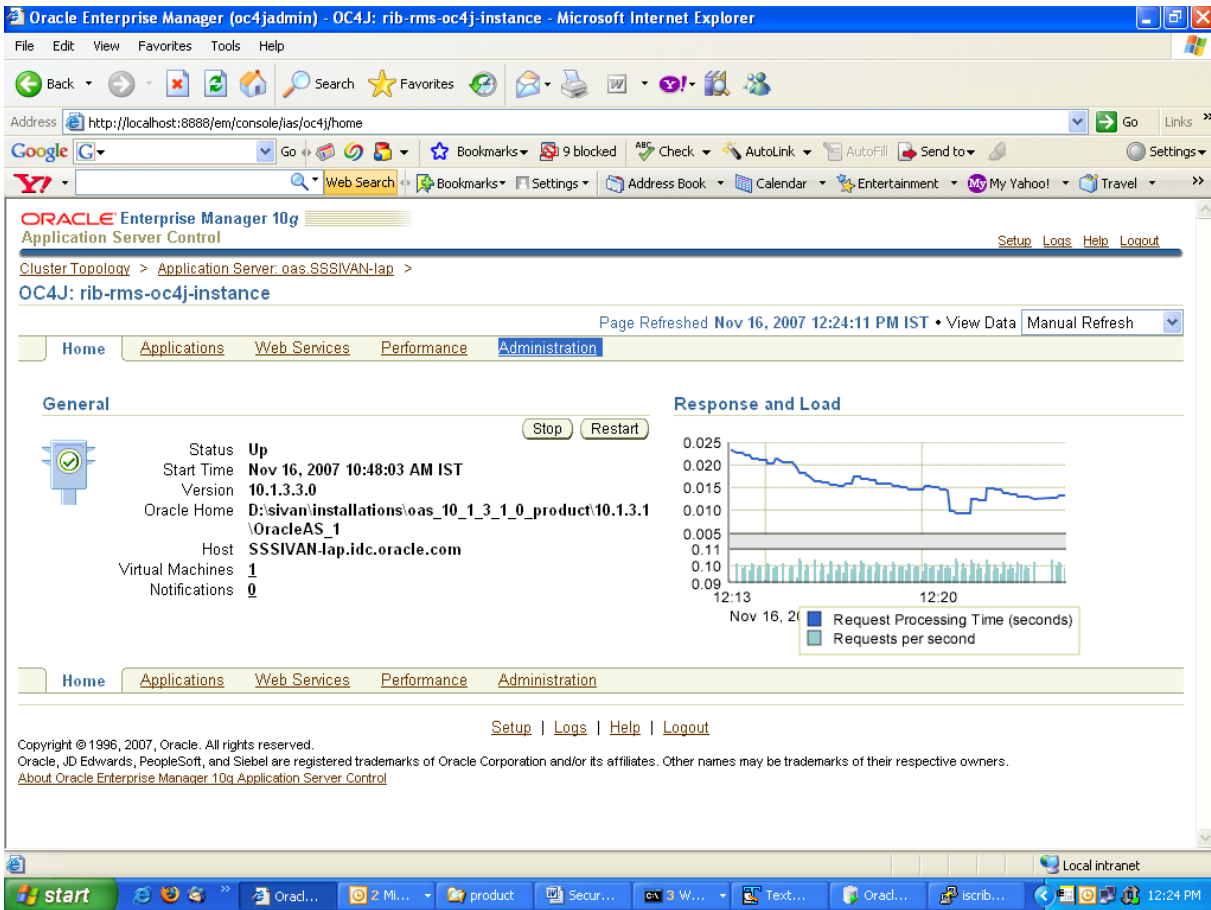 Oracle Enterprise Manager (oc4jadmin) - OC4J: rib-rms-oc4j-instance - Microsoft Internet Explorer
File Edit View Favorites Tools Help
Back Search Favorites
Address http://localhost:8888/em/console/ias/oc4j/home Go Links »
Google G Go Bookmarks 9 blocked ABC Check AutoLink AutoFill Send to Settings
Y! Web Search Bookmarks Settings Address Book Calendar Entertainment My My Yahoo! Travel »
ORACLE Enterprise Manager 10g
Application Server Control
Setup Logs Help Logout
Cluster Topology > Application Server: oas.SSSIVAN-lap >
OC4J: rib-rms-oc4j-instance
Page Refreshed Nov 16, 2007 12:24:11 PM IST • View Data Manual Refresh
Home Applications Web Services Performance Administration
General
Stop Restart
Status Up
Start Time Nov 16, 2007 10:48:03 AM IST
Version 10.1.3.3.0
Oracle Home D:\sivan\installations\oas_10_1_3_1_0_product\10.1.3.1
\OracleAS_1
Host SSSIVAN-lap.idc.oracle.com
Virtual Machines 1
Notifications 0
Response and Load
0.025
0.020
0.015
0.010
0.005
0.11
0.10
0.09
12:13 12:20
Nov 16, 20
Request Processing Time (seconds)
Requests per second
Home Applications Web Services Performance Administration
Setup | Logs | Help | Logout
Copyright © 1996, 2007, Oracle. All rights reserved.
Oracle, JD Edwards, PeopleSoft, and Siebel are registered trademarks of Oracle Corporation and/or its affiliates. Other names may be trademarks of their respective owners.
About Oracle Enterprise Manager 10g Application Server Control
Local intranet
start » Oracl... 2 Mi... product Secur... 3 W... Text... Oracl... iscrib... 12:24 PM